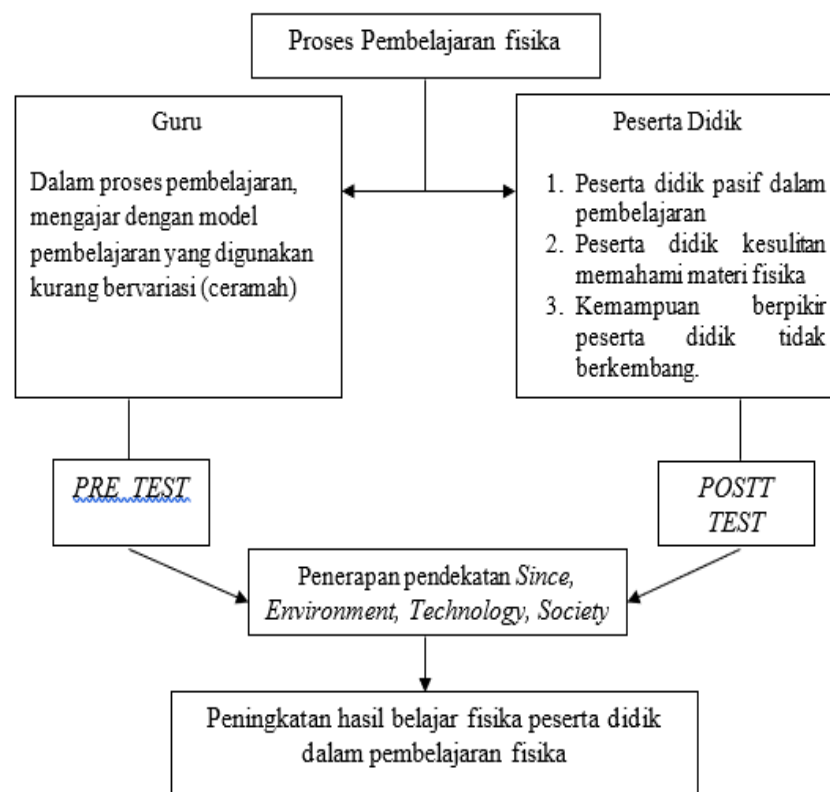 Proses Pembelajaran fisika
Guru
Dalam proses pembelajaran,
mengajar dengan model
pembelajaran yang digunakan
kurang bervariasi (ceramah)
Peserta Didik
1. Peserta didik pasif dalam
pembelajaran
2. Peserta didik kesulitan
memahami materi fisika
3. Kemampuan berpikir
peserta didik tidak
berkembang.
PRE TEST
POSTT
TEST
Penerapan pendekatan Since,
Environment, Technology, Society
Peningkatan hasil belajar fisika peserta didik
dalam pembelajaran fisika